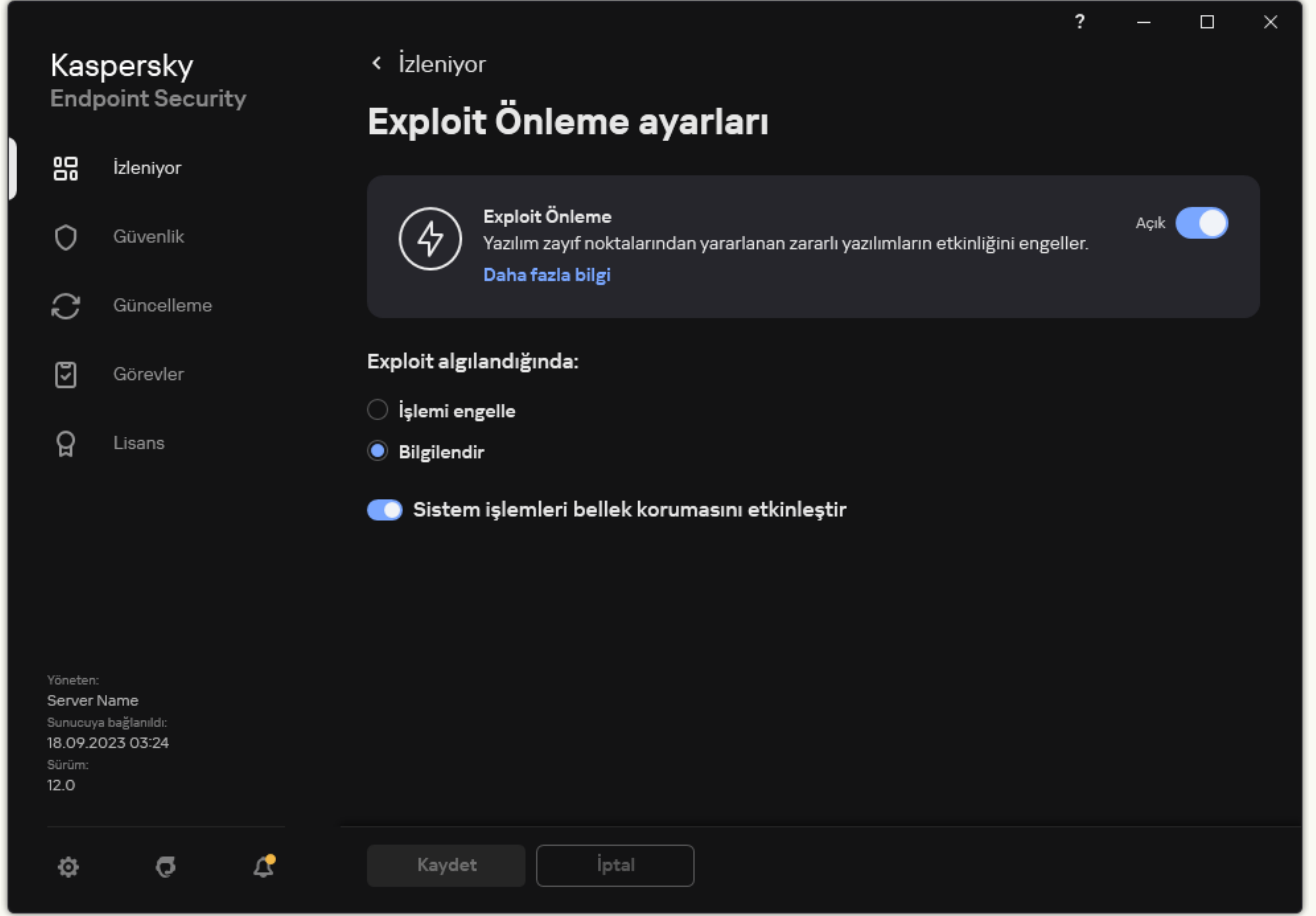 ?
Kaspersky
Endpoint Security
İzleniyor
Güvenlik
Güncelleme
Görevler
Lisans
Yöneten:
Server Name
Sunucuya bağlanıldı:
18.09.2023 03:24
Sürüm:
12.0
İzleniyor
Exploit Önleme ayarları
Exploit Önleme
Açık
Yazılım zayıf noktalarından yararlanan zararlı yazılımların etkinliğini engeller.
Daha fazla bilgi
Exploit algılandığında:
İşlemi engelle
Bilgilendir
Sistem işlemleri bellek korumasını etkinleştir
Kaydet
İptal